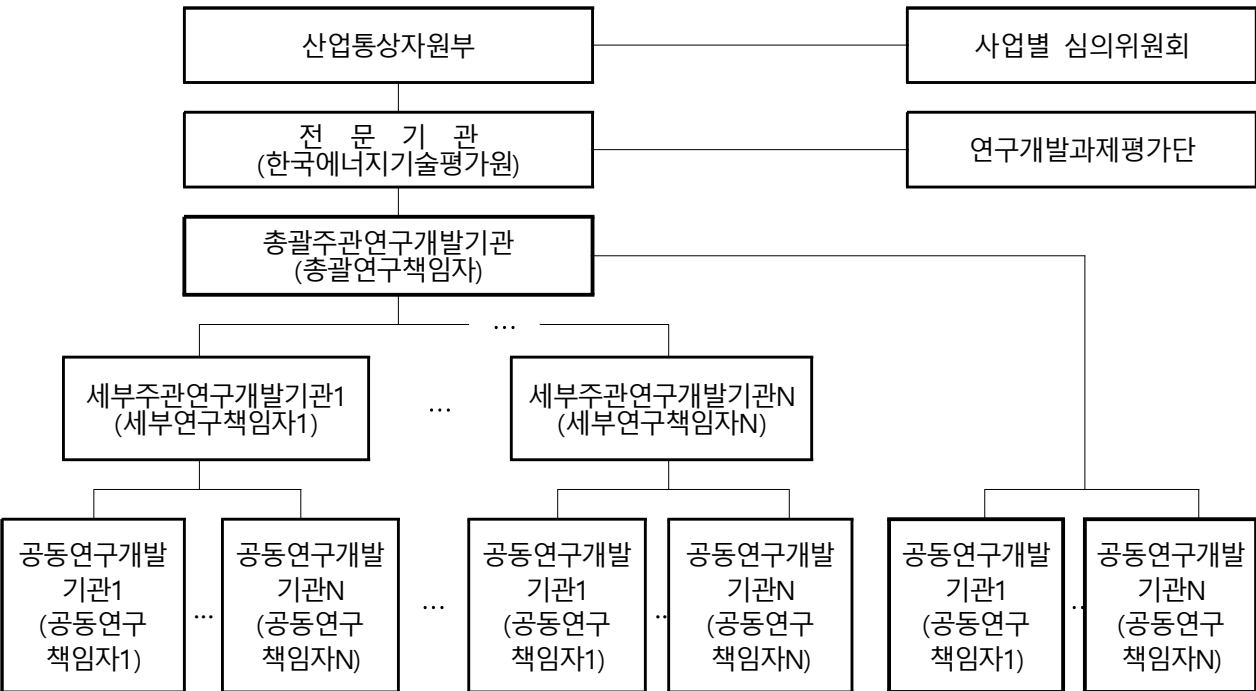 산업통상자원부
사업별 심의위원회
전 문 기 관
(한국에너지기술평가원)
연구개발과제평가단
총괄주관연구개발기관
(총괄연구책임자)
...
세부주관연구개발기관1
(세부연구책임자1)
...
세부주관연구개발기관N
(세부연구책임자N)
공동연구개발
기관1
(공동연구
책임자1)
...
공동연구개발
기관N
(공동연구
책임자N)
...
공동연구개발
기관1
(공동연구
책임자1)
..
공동연구개발
기관N
(공동연구
책임자N)
공동연구개발
기관1
(공동연구
책임자1)
..
공동연구개발
기관N
(공동연구
책임자N)